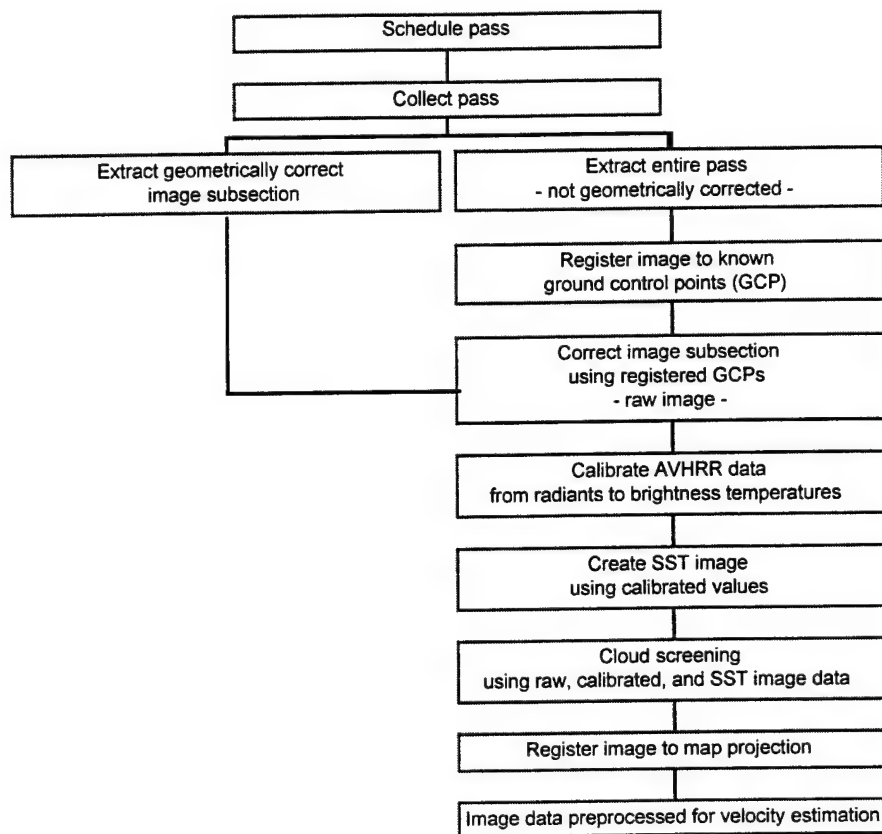 Schedule pass
Collect pass
Extract geometrically correct
image subsection
Extract entire pass
- not geometrically corrected -
Register image to known
ground control points (GCP)
Correct image subsection
using registered GCPs
- raw image -
Calibrate AVHRR data
from radiants to brightness temperatures
Create SST image
using calibrated values
Cloud screening
using raw, calibrated, and SST image data
Register image to map projection
Image data preprocessed for velocity estimation